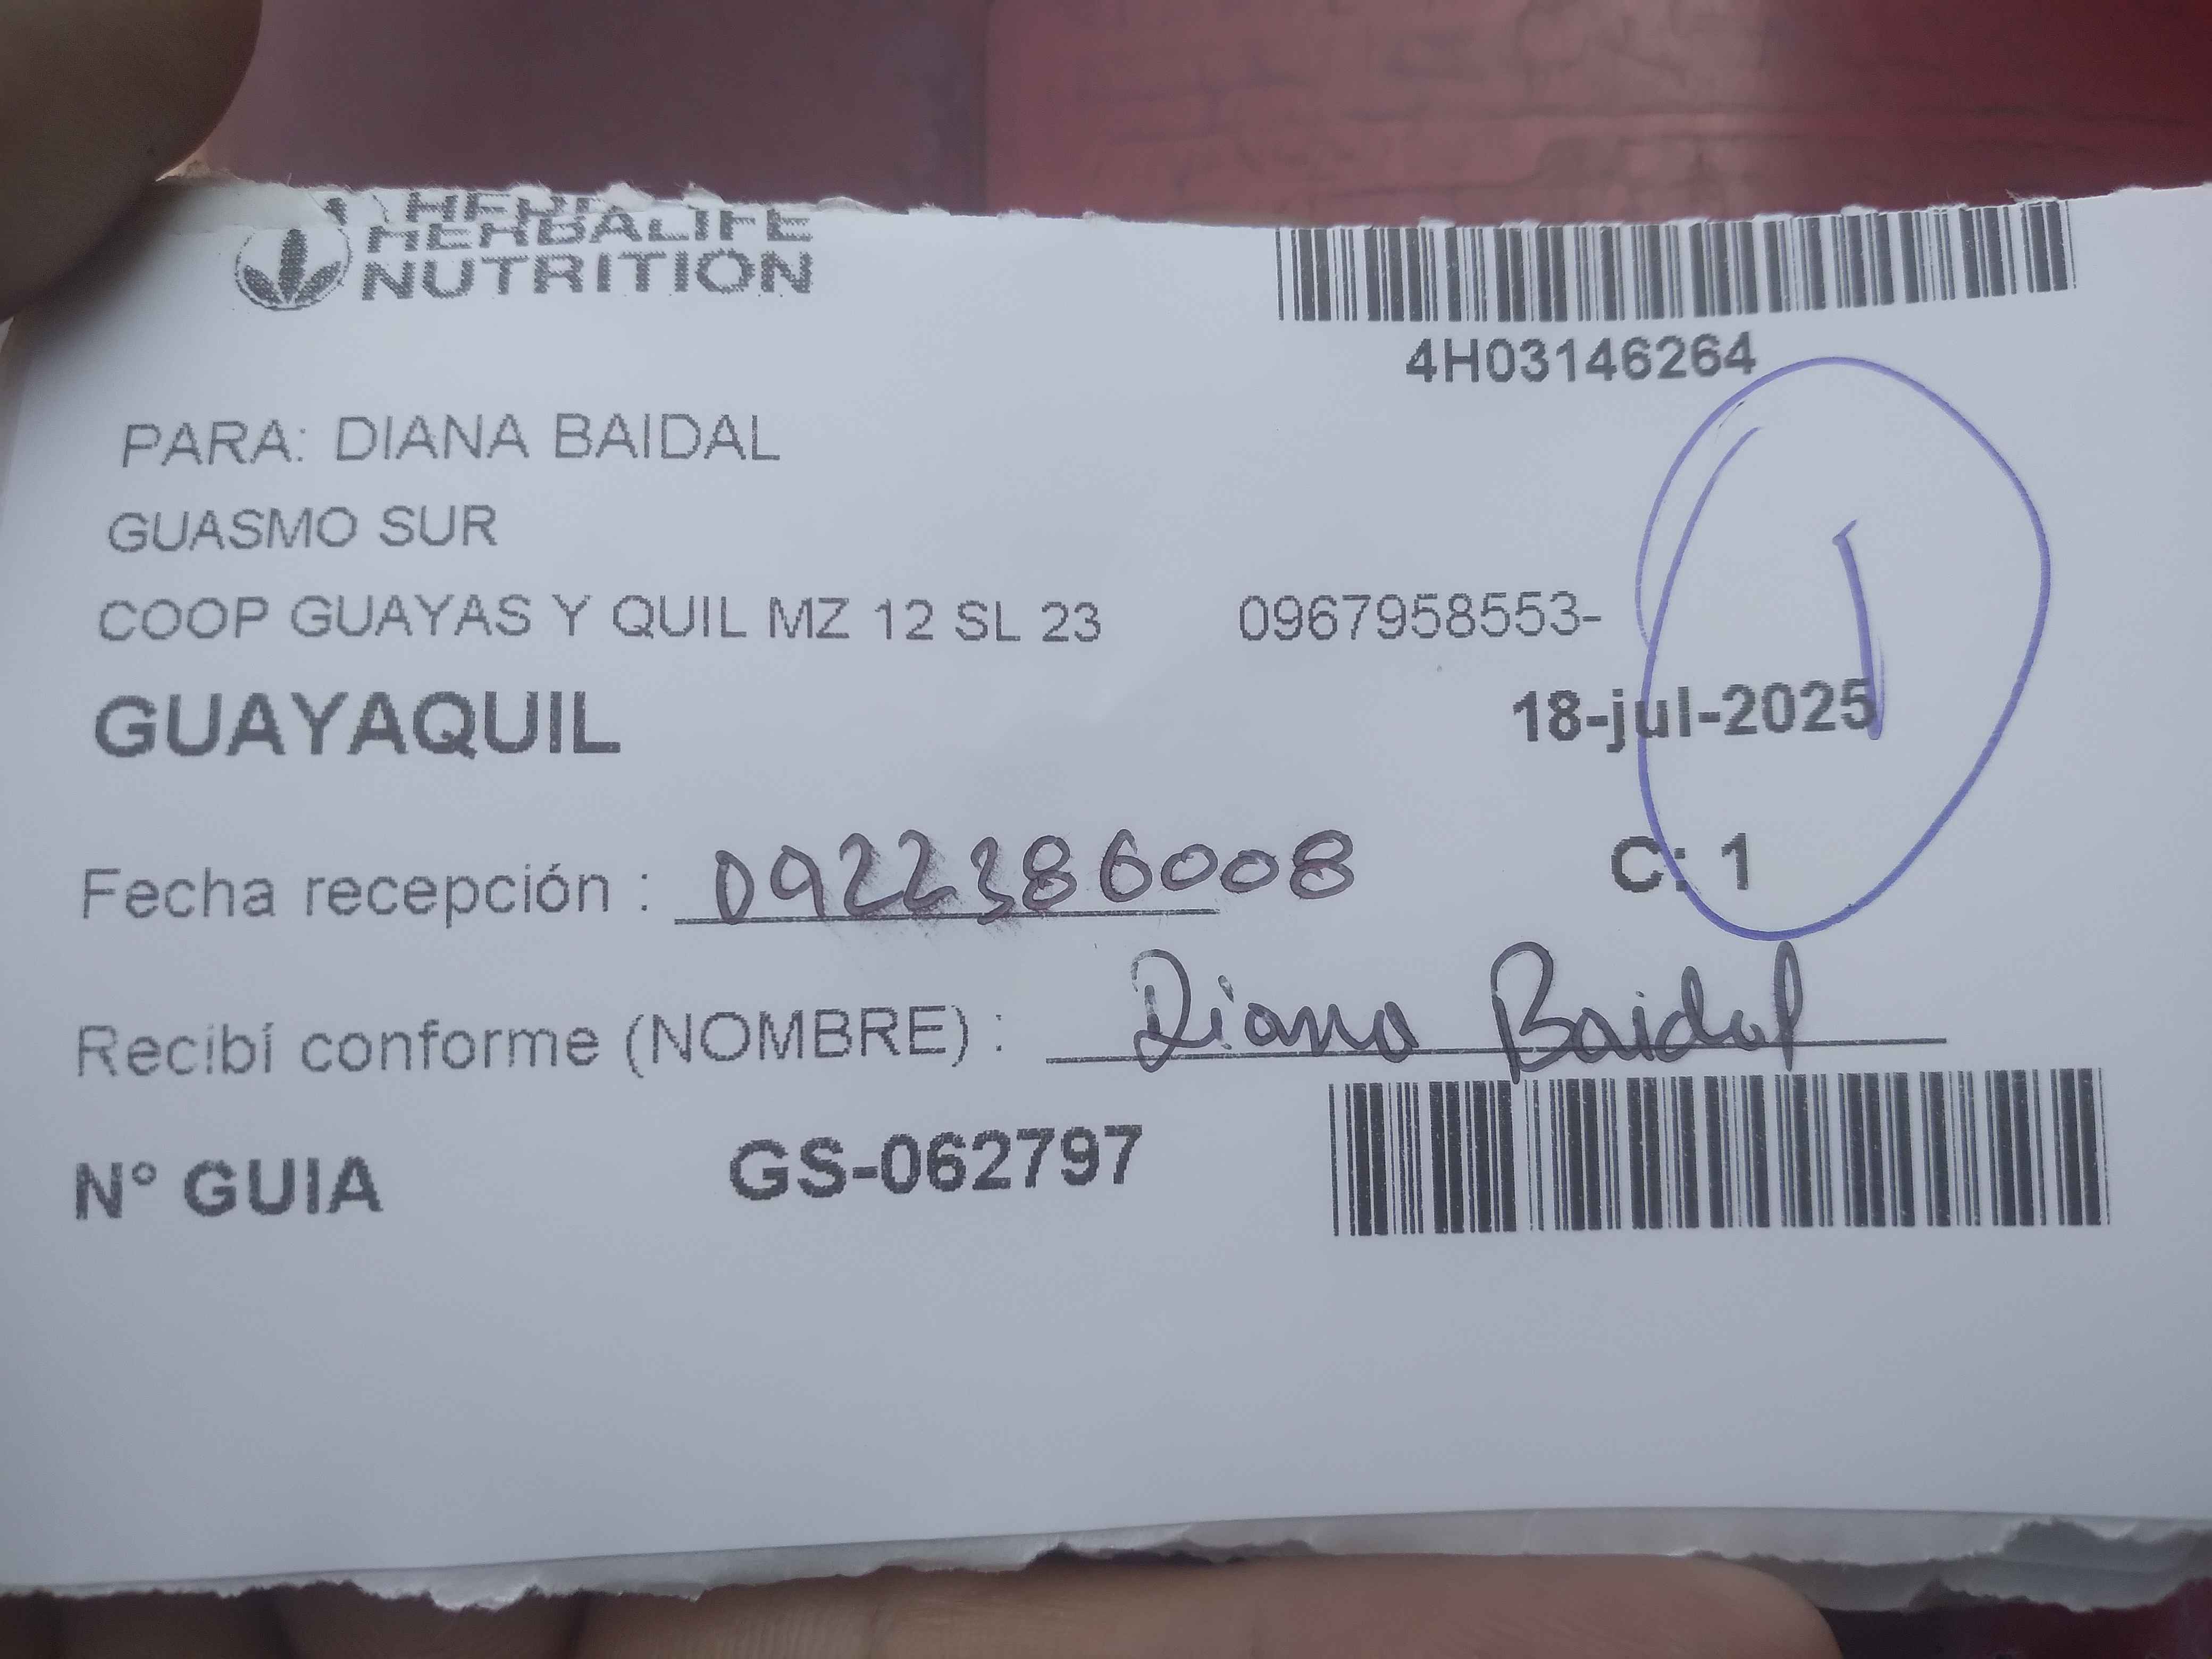 HERBALIFE
NUTRITION
4H03146264
PARA: DIANA BAIDAL
GUASMO SUR
COOP GUAYAS Y QUIL MZ 12 SL 23 0967958553-
GUAYAQUIL 18-jul-2025
1
Fecha recepción : 0922386008 C: 1
Recibí conforme (NOMBRE) : Diana Baidal
N° GUIA GS-062797